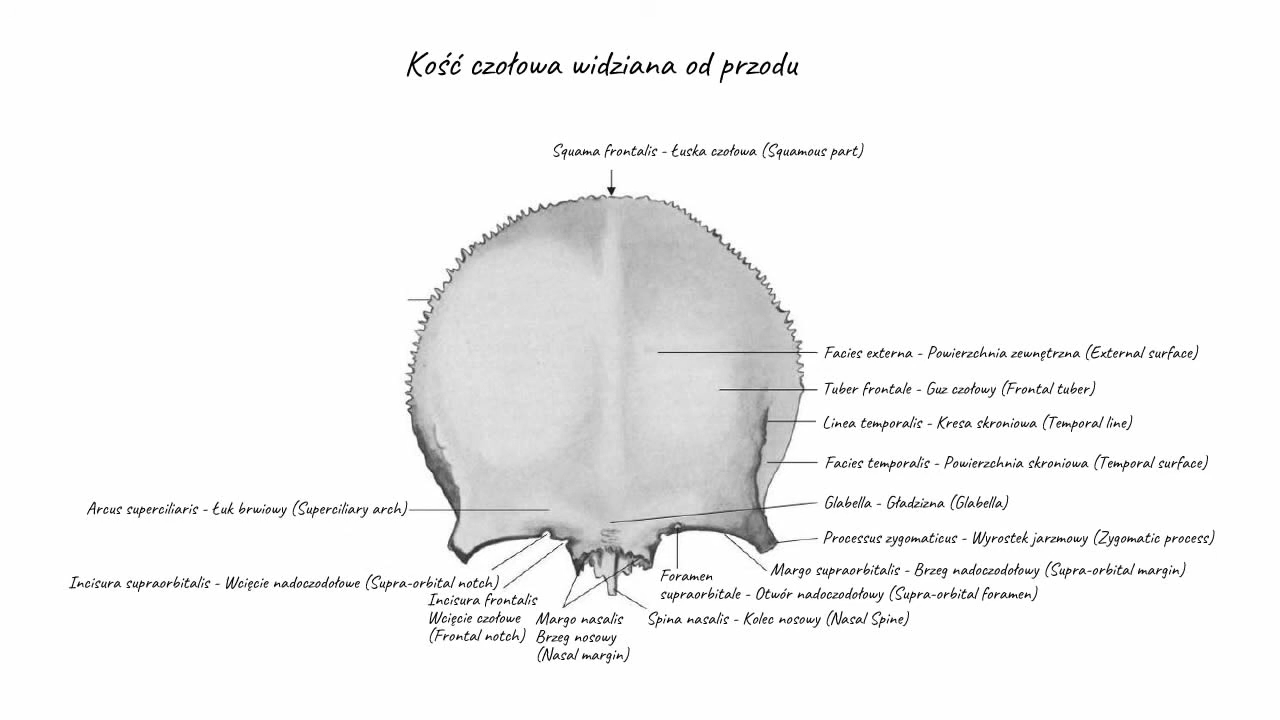 Kość czołowa widziana od przodu
Squama frontalis - Łuska czołowa (Squamous part)
Facies externa - Powierzchnia zewnętrzna (External surface)
Tuber frontale - Guz czołowy (Frontal tuber)
Linea temporalis - Kresa skroniowa (Temporal line)
Facies temporalis - Powierzchnia skroniowa (Temporal surface)
Glabella - Gładzizna (Glabella)
Arcus superciliaris - Łuk brwiowy (Superciliary arch)
Processus zygomaticus - Wyrostek jarzmowy (Zygomatic process)
Margo supraorbitalis - Brzeg nadoczodołowy (Supra-orbital margin)
Incisura supraorbitalis - Wcięcie nadoczodołowe (Supra-orbital notch)
Foramen
supraorbitale - Otwór nadoczodołowy (Supra-orbital foramen)
Incisura frontalis
Wcięcie czołowe
(Frontal notch)
Margo nasalis
Brzeg nosowy
(Nasal margin)
Spina nasalis - Kolec nosowy (Nasal Spine)